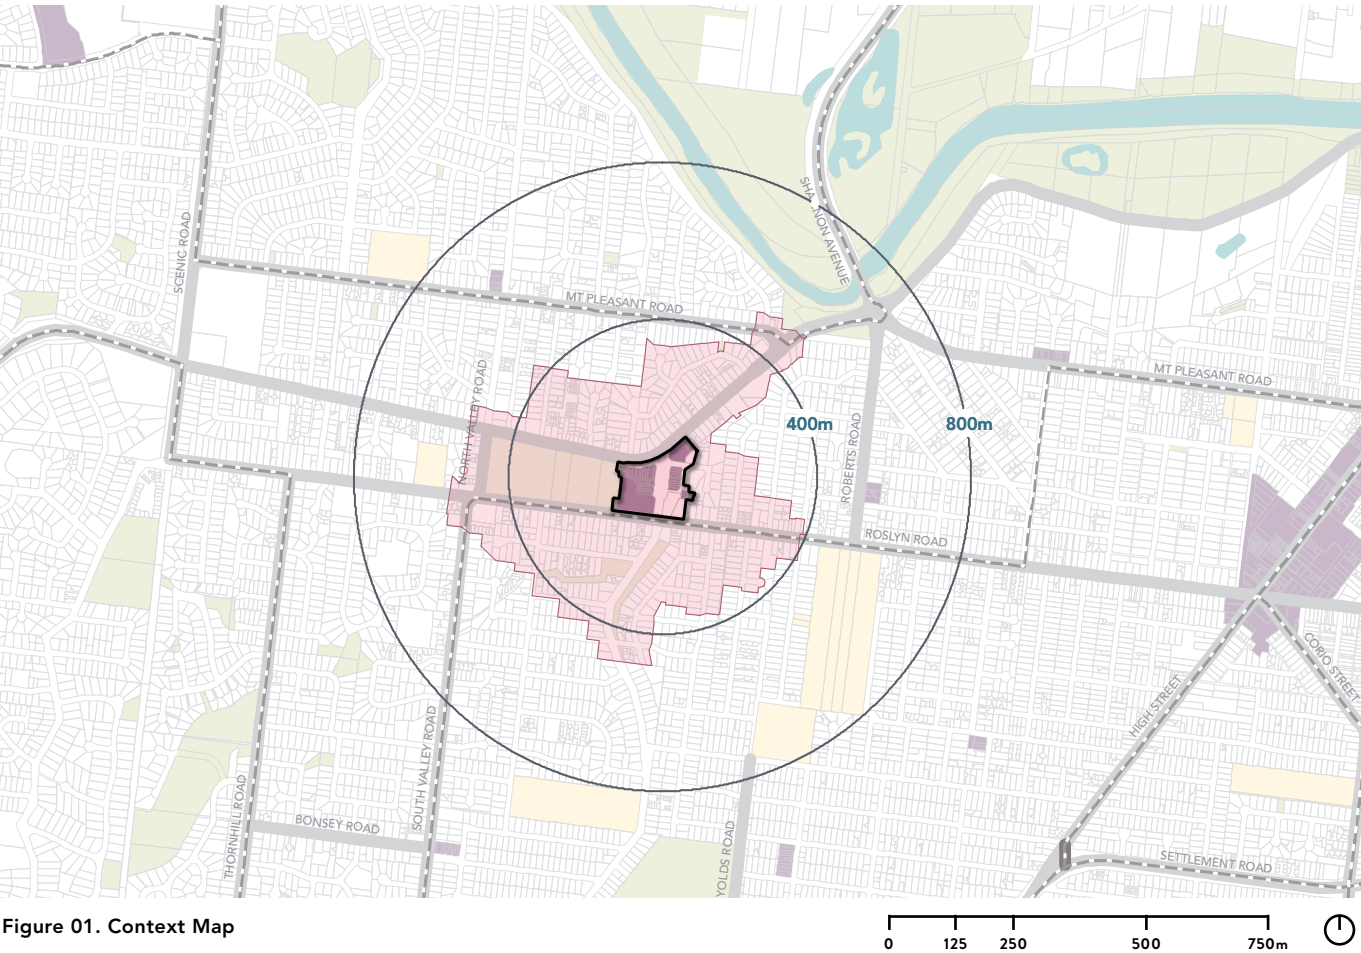 SCENIC ROAD
SHANNON AVENUE
MT PLEASANT ROAD
NORTH VALLEY ROAD
MT PLEASANT ROAD
400m
800m
ROBERTS ROAD
ROSLYN ROAD
CORIO STREET
HIGH STREET
SOUTH VALLEY ROAD
THORNHILL ROAD
BONSEY ROAD
YOLDS ROAD
SETTLEMENT ROAD
Figure 01. Context Map
0 125 250 500 750m